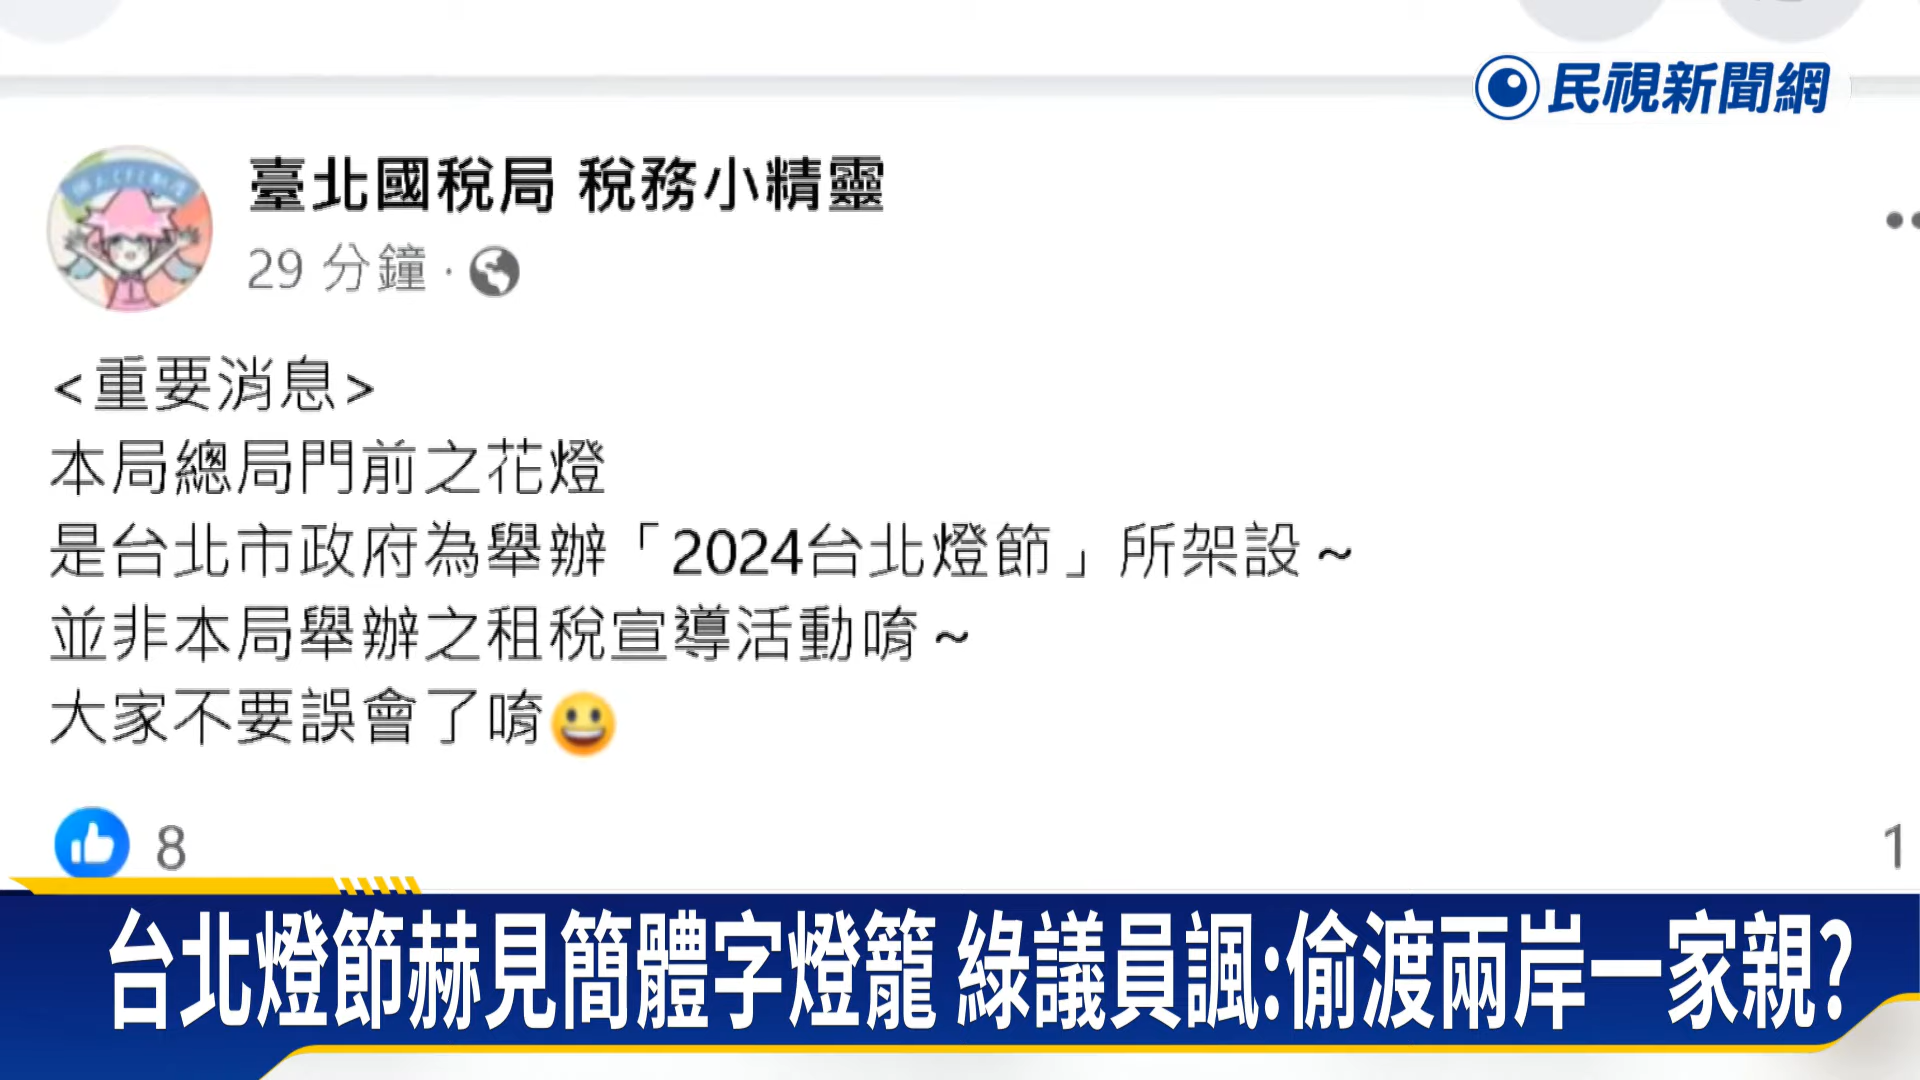 民視新聞網
臺北國稅局 稅務小精靈
29 分鐘 ·
<重要消息>
本局總局門前之花燈
是台北市政府為舉辦「2024台北燈節」所架設~
並非本局舉辦之租稅宣導活動唷~
大家不要誤會了唷😀
8
1
台北燈節赫見簡體字燈籠 綠議員諷:偷渡兩岸一家親?